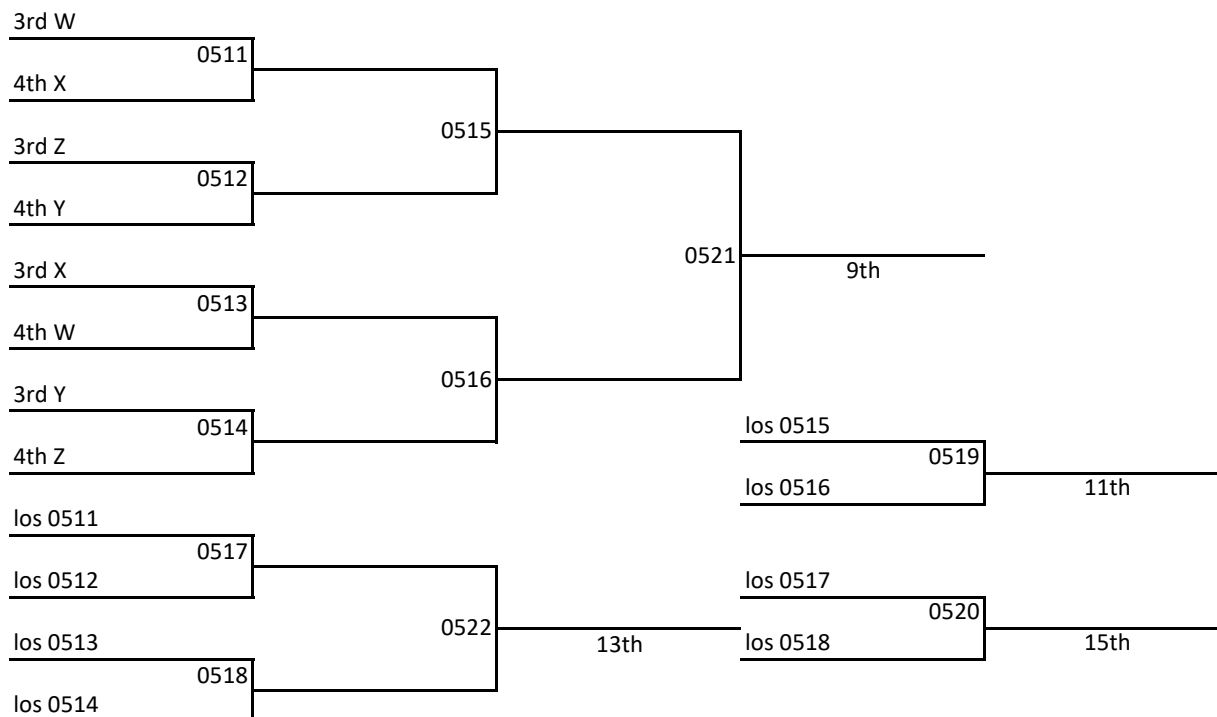 3rd W
0511
4th X
0515
3rd Z
0512
4th Y
0521
9th
3rd X
0513
4th W
0516
3rd Y
0514
4th Z
los 0515
0519
los 0516
11th
los 0511
0517
los 0512
0522
13th
los 0513
0518
los 0514
los 0517
0520
los 0518
15th